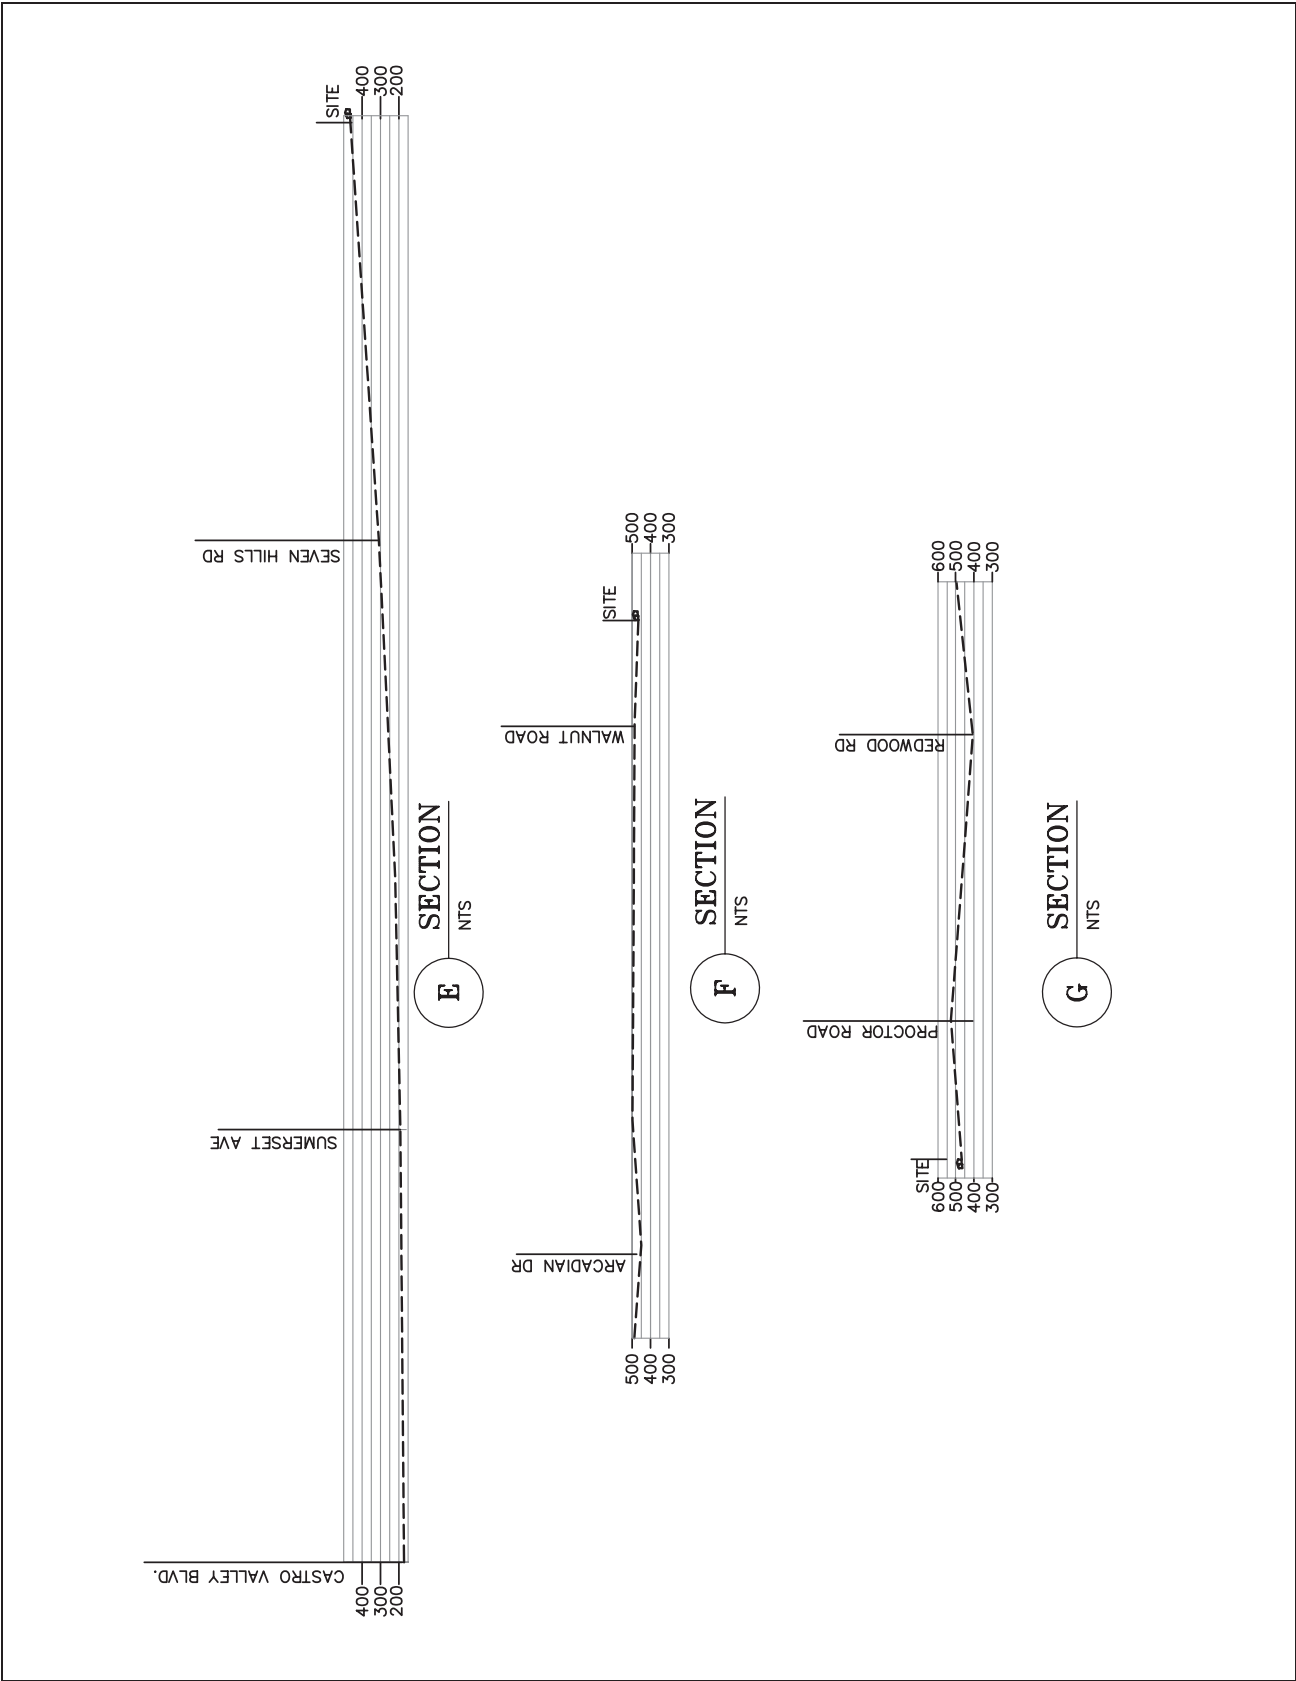 CASTRO VALLEY BLVD.
SUMERSET AVE
SEVEN HILLS RD
SITE
400
300
200
400
300
200
E
SECTION
NTS
ARCADIAN DR
WALNUT ROAD
SITE
500
400
300
500
400
300
F
SECTION
NTS
SITE
PROCTOR ROAD
REDWOOD RD
600
500
400
300
600
500
400
300
G
SECTION
NTS